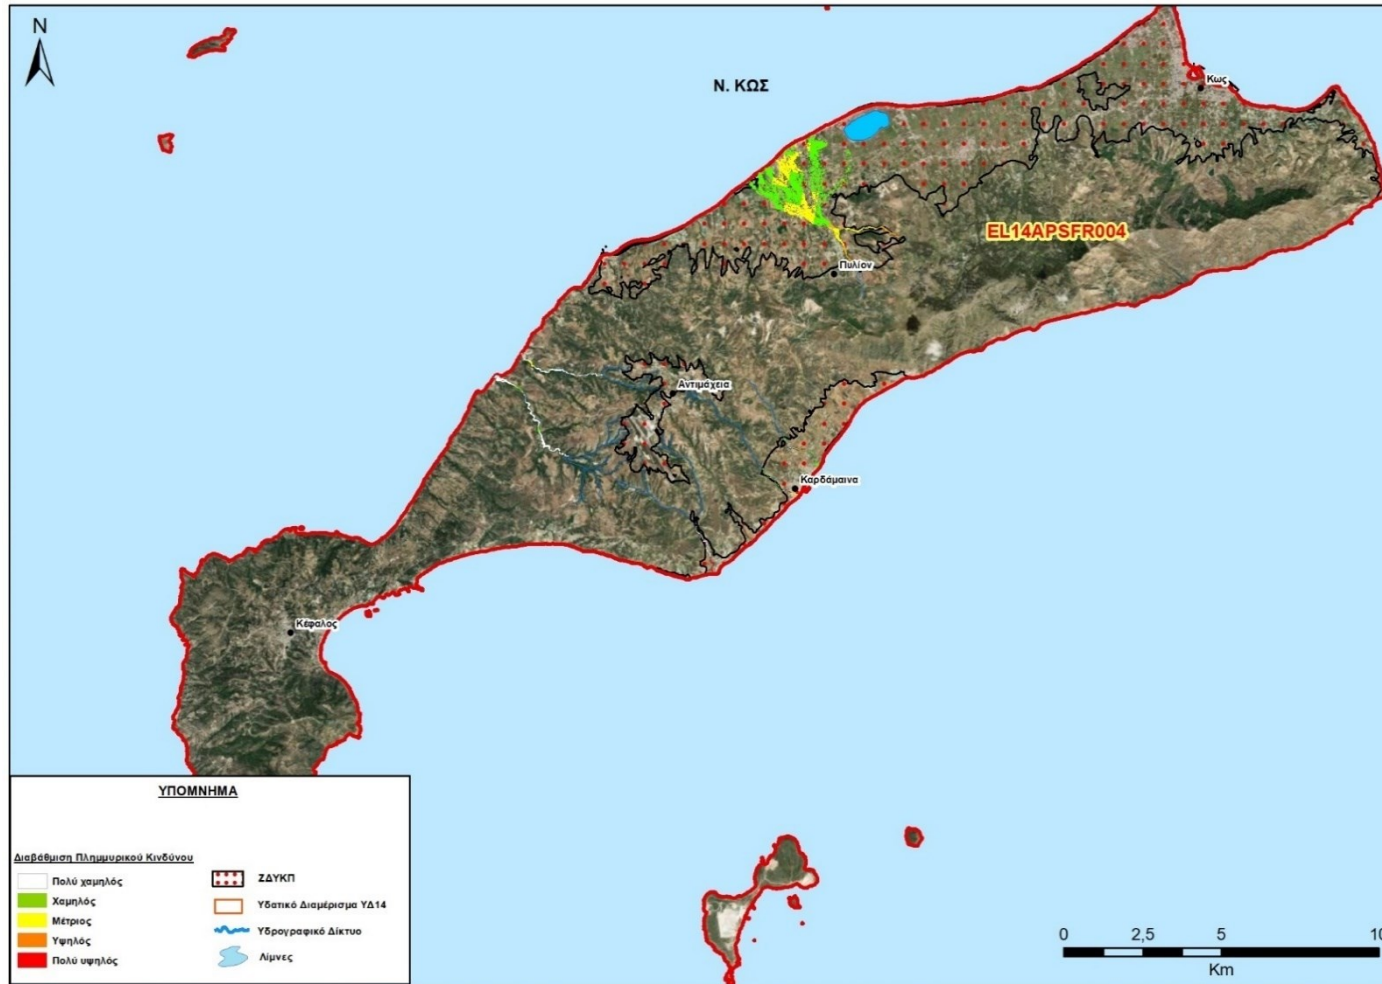 N
Ν. ΚΩΣ
Κως
EL14APSFR004
Πυλίον
Αντιμάχεια
Καρδάμαινα
Κέφαλος
ΥΠΟΜΝΗΜΑ
Διαβάθμιση Πλημμυρικού Κινδύνου
Πολύ χαμηλός
Χαμηλός
Μέτριος
Υψηλός
Πολύ υψηλός
ΖΔΥΚΠ
Υδατικό Διαμέρισμα ΥΔ14
Υδρογραφικό Δίκτυο
Λίμνες
0 2,5 5 10
Km